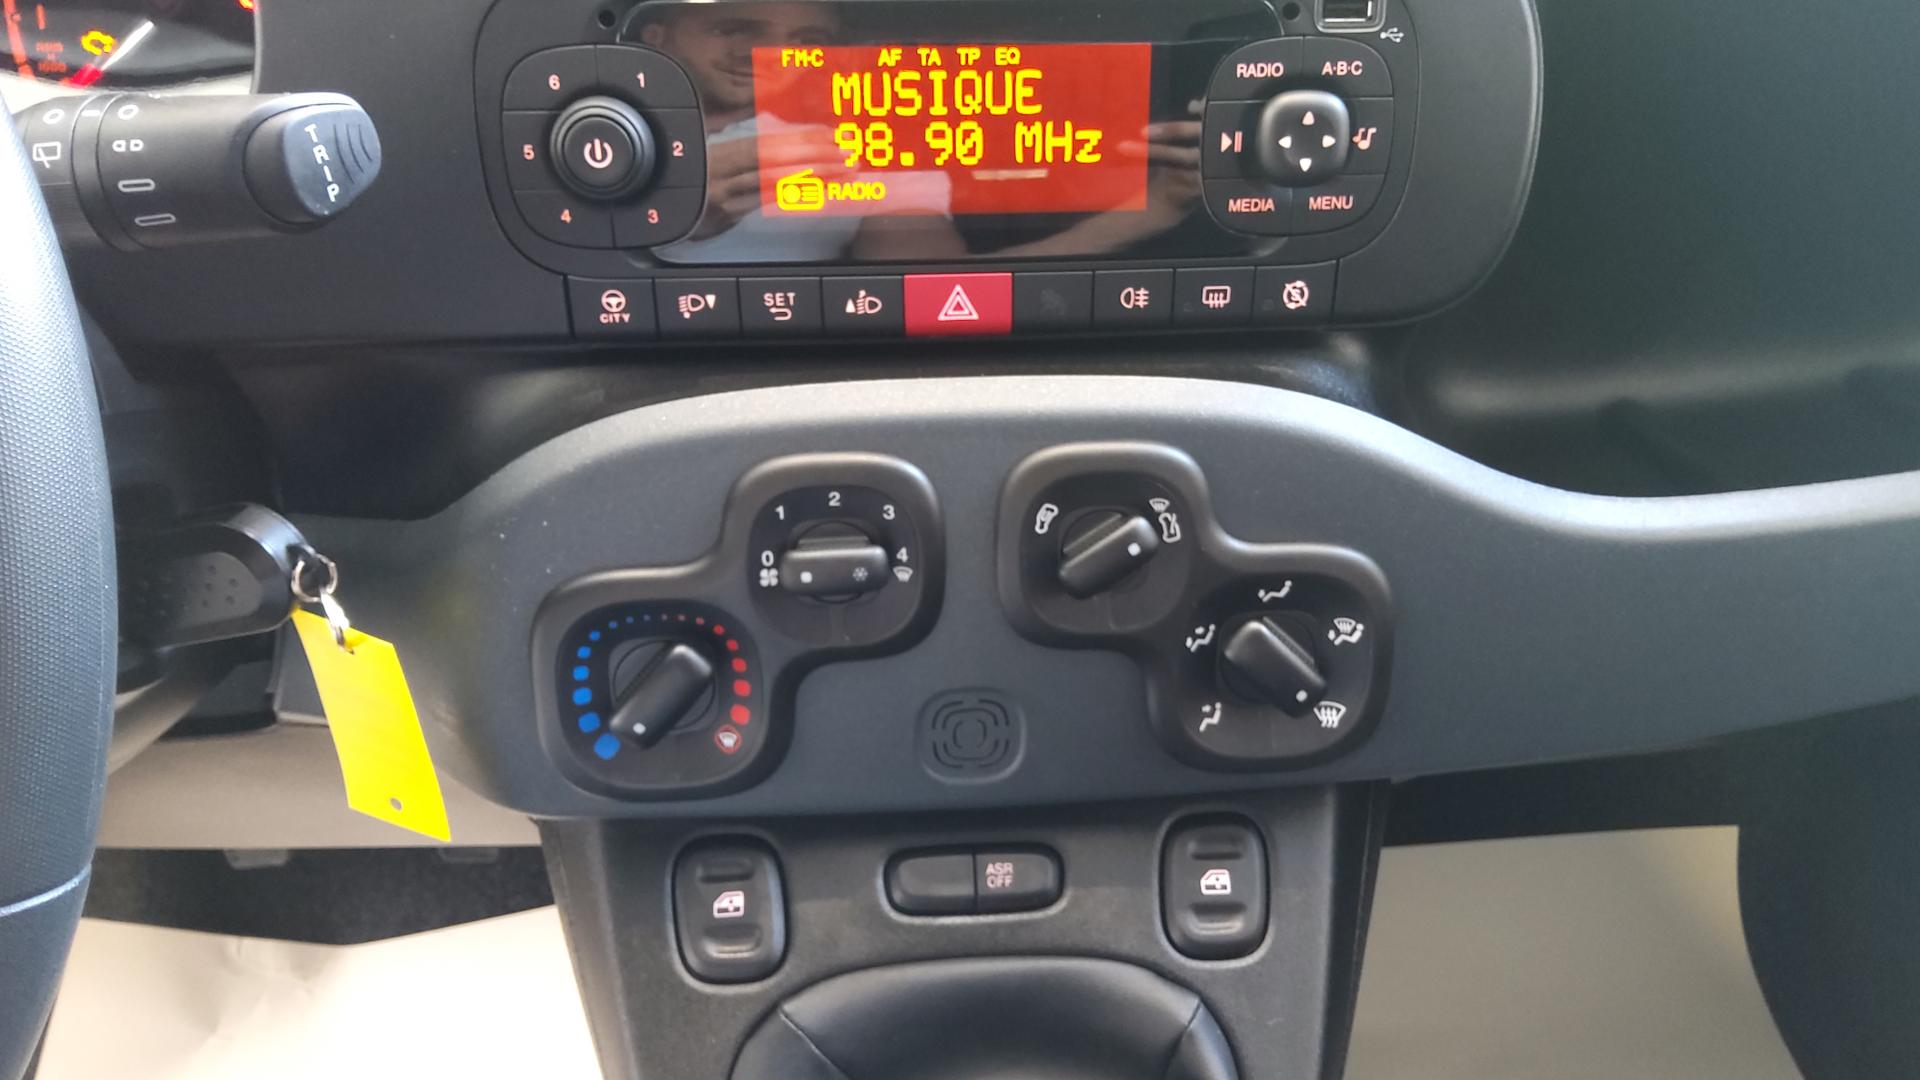 FM-C AF TA TP EQ
MUSIQUE
98.90 MHz
RADIO
6 1
5 2
4 3
RADIO A·B·C
MEDIA MENU
TRIP
CITY
SET
1 2 3
0 4
ASR
OFF